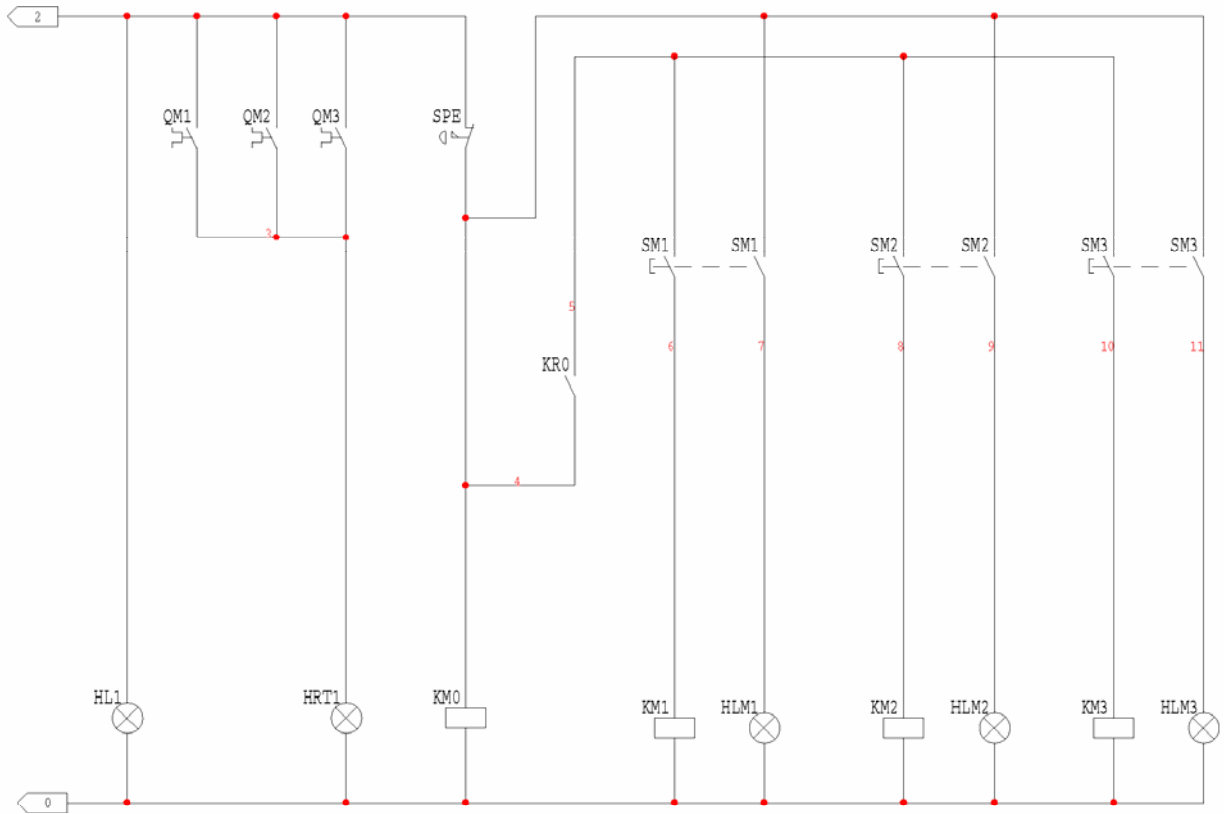 2
QM1 QM2 QM3 SPE
3
SM1 SM1 SM2 SM2 SM3 SM3
5
6 7 8 9 10 11
KR0
4
HL1 HRT1 KM0
KM1 HLM1 KM2 HLM2 KM3 HLM3
0